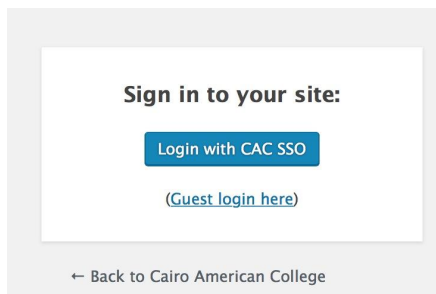 Sign in to your site:
Login with CAC SSO
(Guest login here)
← Back to Cairo American College